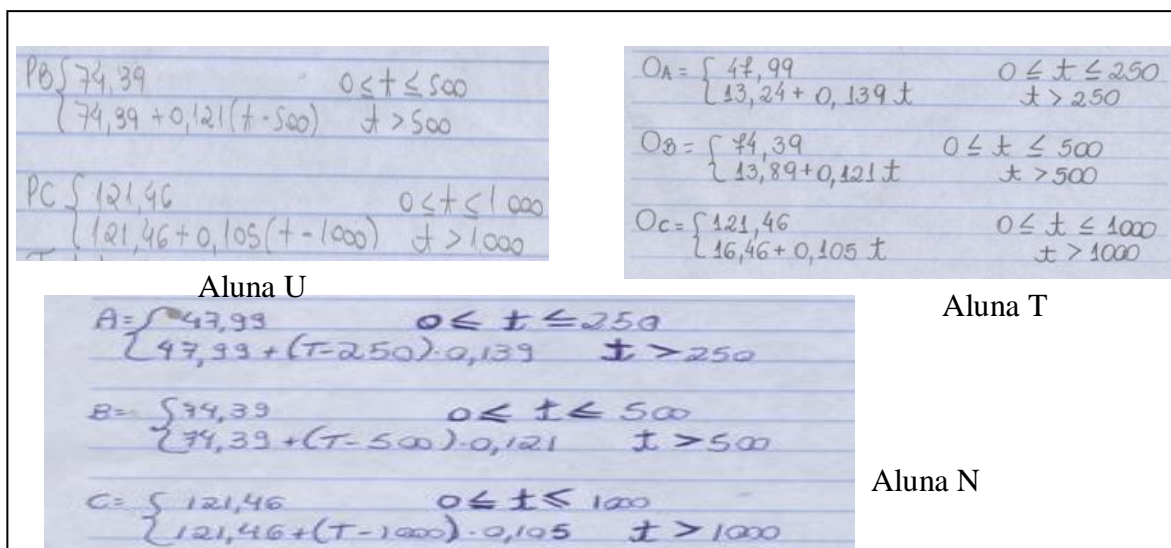 PB { 74,39 0 ≤ t ≤ 500
74,39 + 0,121(t - 500) t > 500
PC { 121,46 0 ≤ t ≤ 1 000
121,46 + 0,105(t - 1000) t > 1000
Aluna U
OA = { 47,99 0 ≤ t ≤ 250
13,24 + 0,139 t t > 250
OB = { 74,39 0 ≤ t ≤ 500
13,89 + 0,121 t t > 500
OC = { 121,46 0 ≤ t ≤ 1000
16,46 + 0,105 t t > 1000
Aluna T
A = { 47,99 0 ≤ t ≤ 250
47,99 + (T - 250) . 0,139 t > 250
B = { 74,39 0 ≤ t ≤ 500
74,39 + (T - 500) . 0,121 t > 500
C = { 121,46 0 ≤ t ≤ 1000
121,46 + (T - 1000) . 0,105 t > 1000
Aluna N